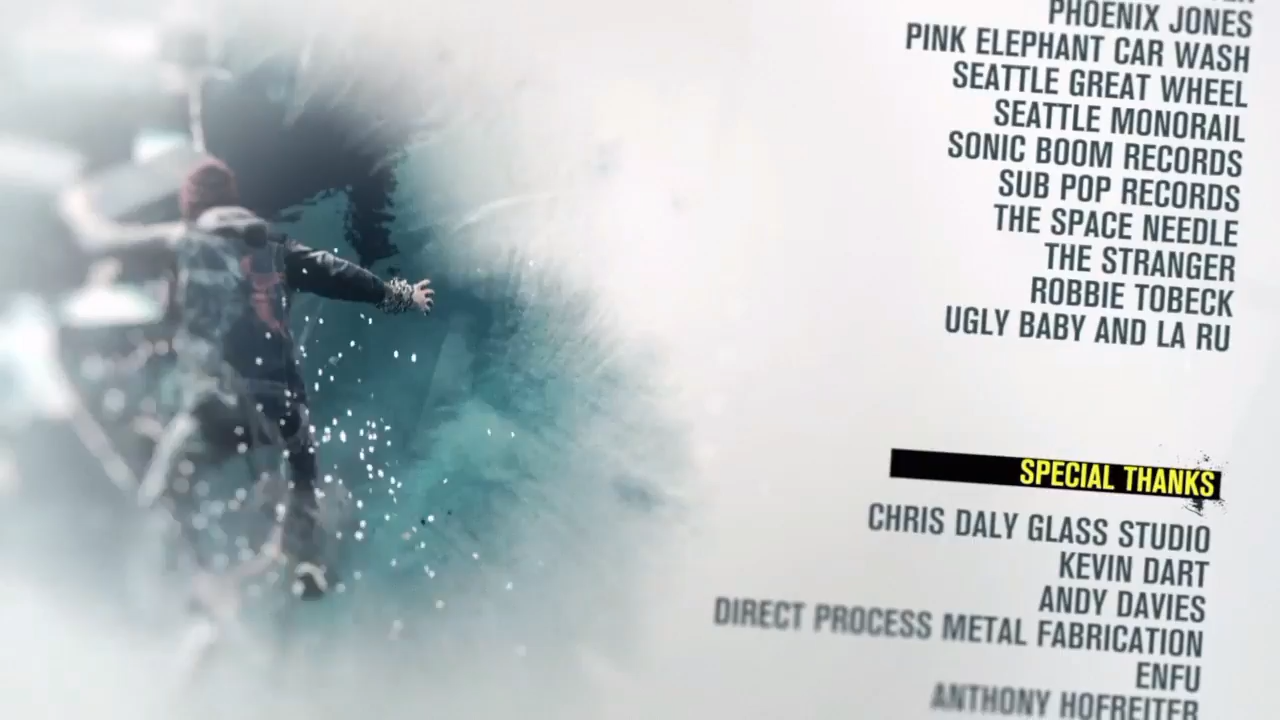 PHOENIX JONES
PINK ELEPHANT CAR WASH
SEATTLE GREAT WHEEL
SEATTLE MONORAIL
SONIC BOOM RECORDS
SUB POP RECORDS
THE SPACE NEEDLE
THE STRANGER
ROBBIE TOBECK
UGLY BABY AND LA RU
SPECIAL THANKS
CHRIS DALY GLASS STUDIO
KEVIN DART
ANDY DAVIES
DIRECT PROCESS METAL FABRICATION
ENFU
ANTHONY HOFREITER